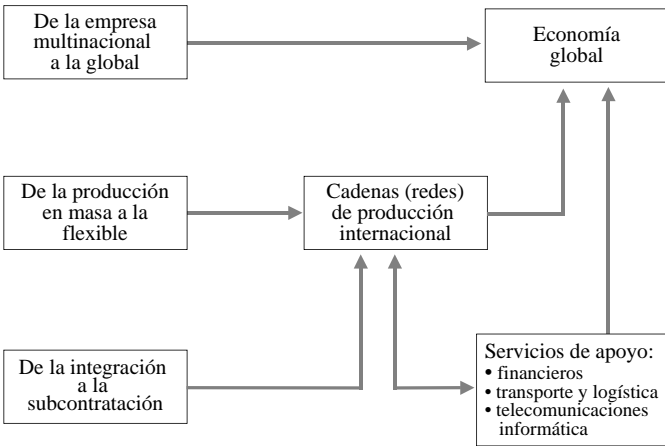 De la empresa
multinacional
a la global
Economía
global
De la producción
en masa a la
flexible
Cadenas (redes)
de producción
internacional
De la integración
a la
subcontratación
Servicios de apoyo:
• financieros
• transporte y logística
• telecomunicaciones
informática